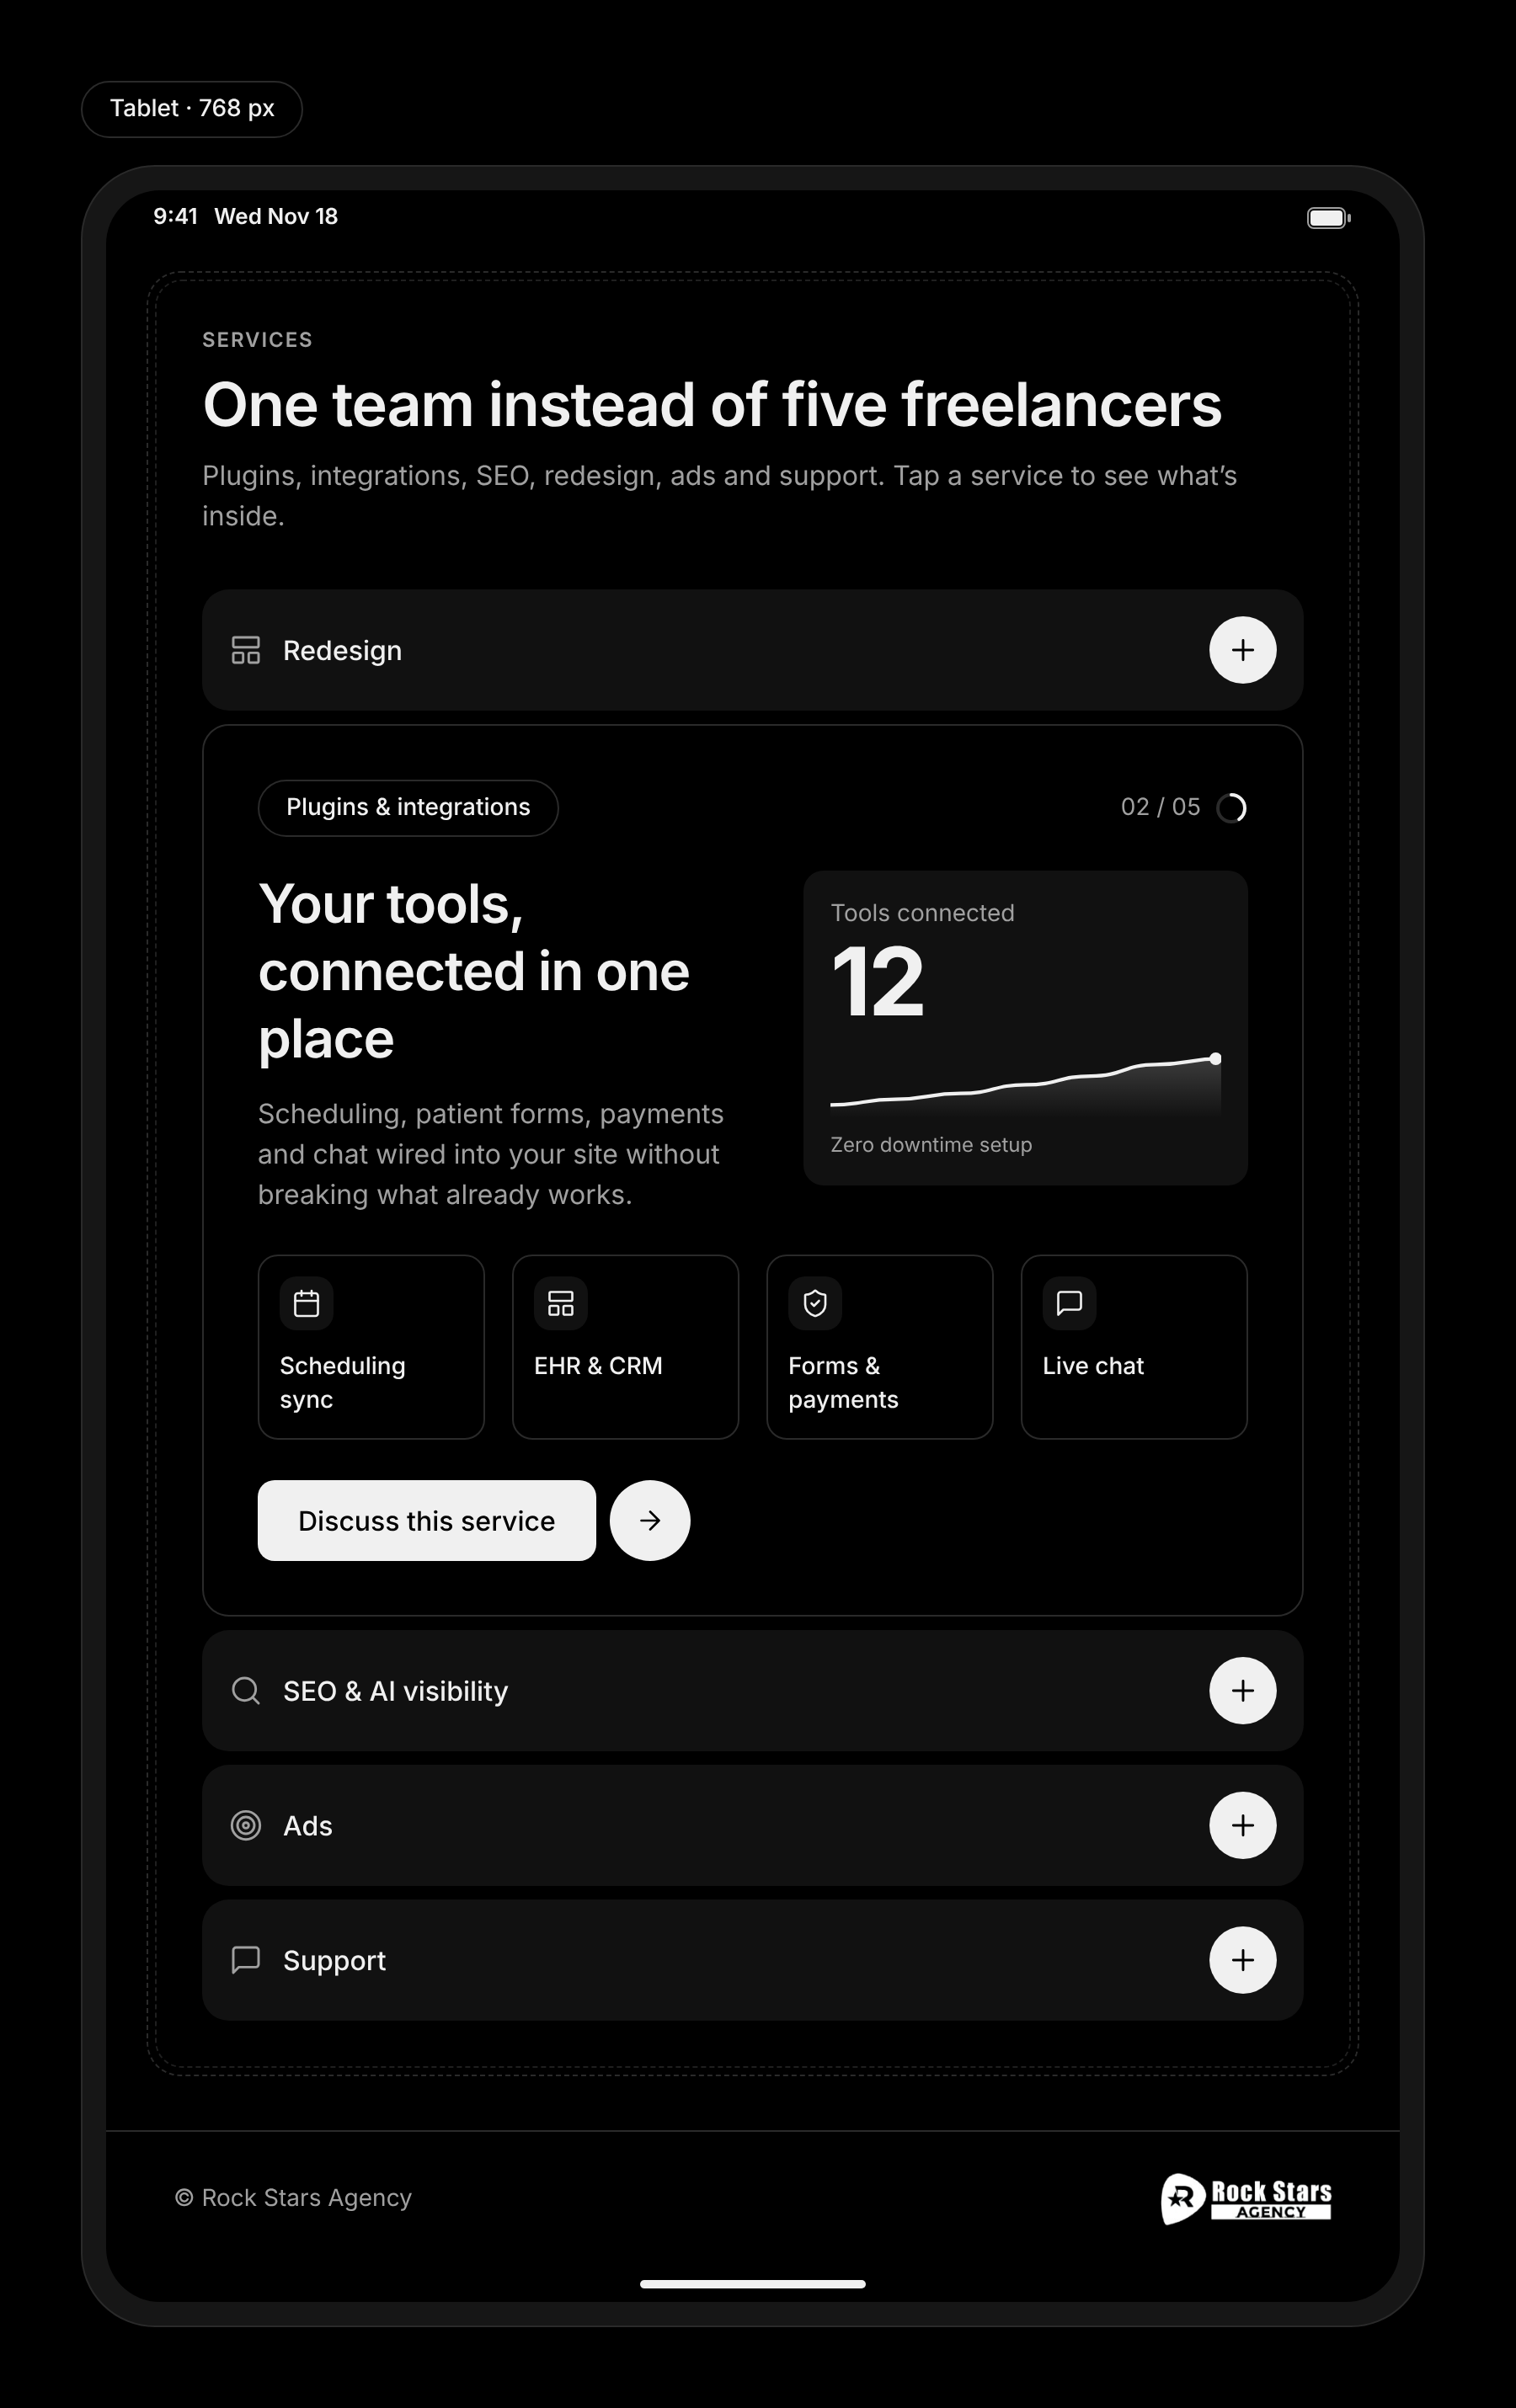 Tablet · 768 px
9:41 Wed Nov 18
SERVICES
One team instead of five freelancers
Plugins, integrations, SEO, redesign, ads and support. Tap a service to see what’s
inside.
Redesign
Plugins & integrations
02 / 05
Your tools,
connected in one
place
Scheduling, patient forms, payments
and chat wired into your site without
breaking what already works.
Tools connected
12
Zero downtime setup
Scheduling
sync
EHR & CRM
Forms &
payments
Live chat
Discuss this service
SEO & AI visibility
Ads
Support
© Rock Stars Agency
R
Rock Stars
AGENCY